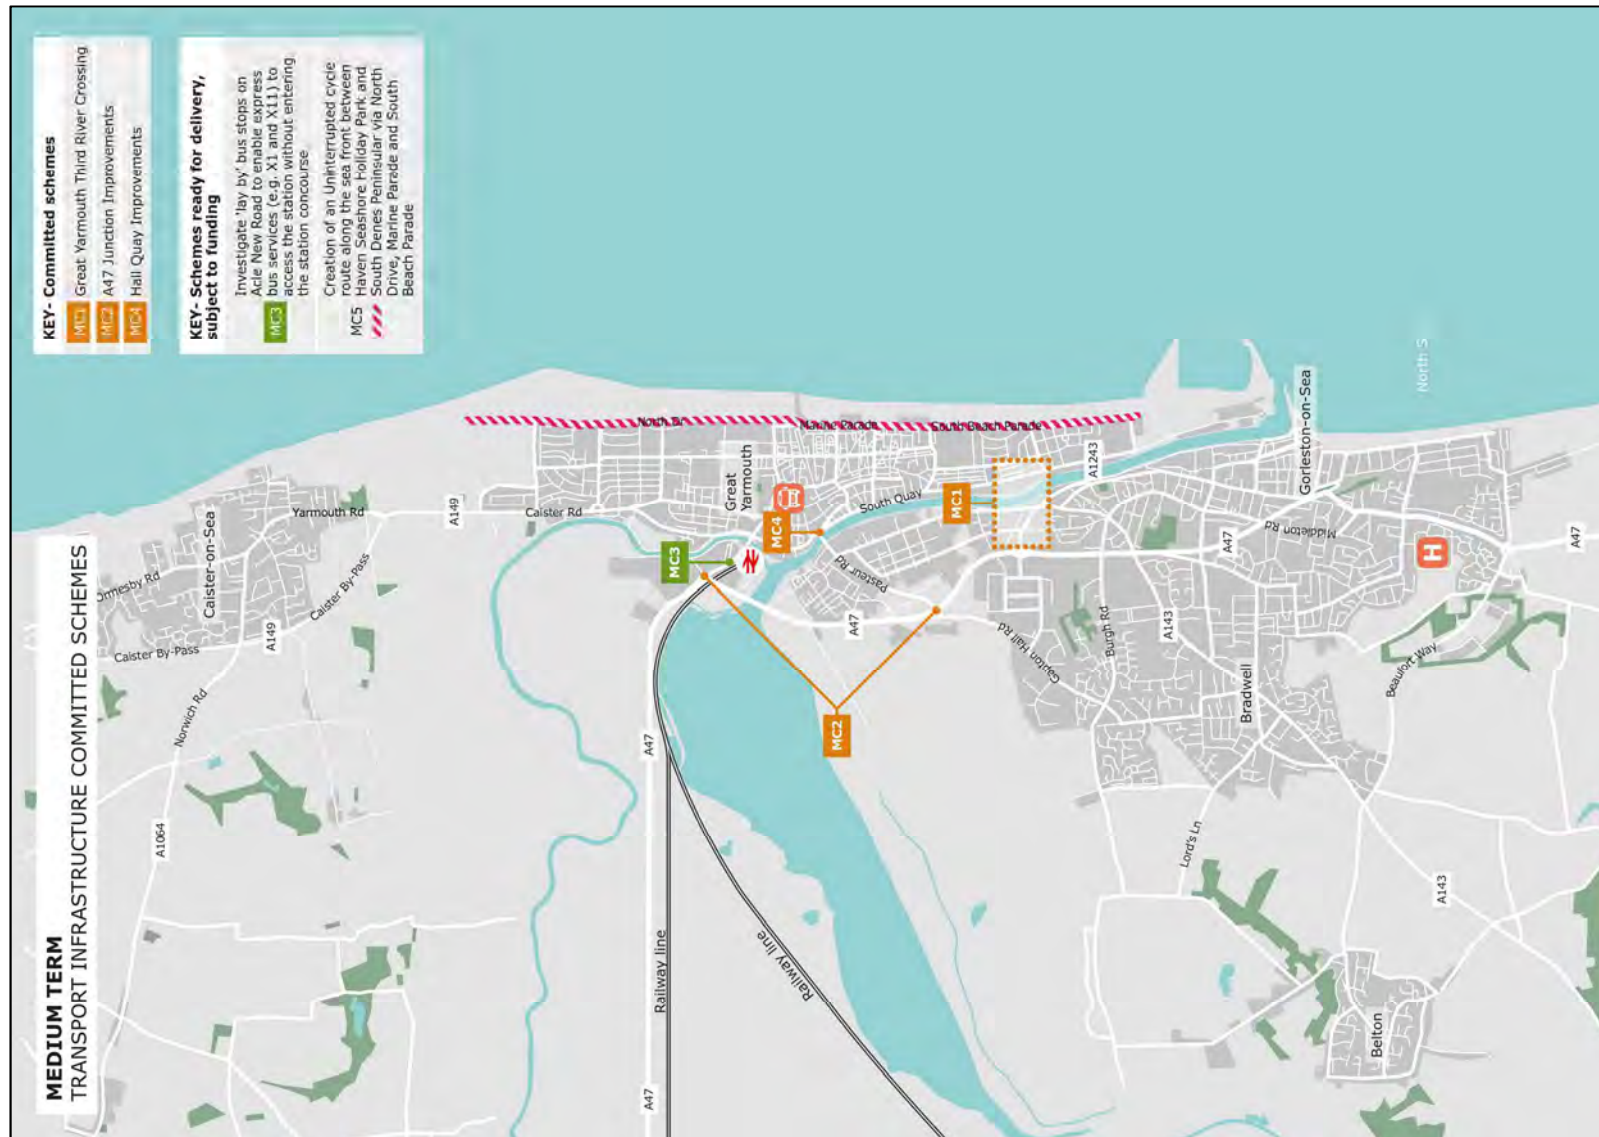 MEDIUM TERM
TRANSPORT INFRASTRUCTURE COMMITTED SCHEMES
KEY- Committed schemes
MC1 Great Yarmouth Third River Crossing
MC2 A47 Junction Improvements
MC4 Hall Quay Improvements
KEY- Schemes ready for delivery,
subject to funding
MC3
Investigate 'lay by' bus stops on
Acle New Road to enable express
bus services (e.g. X1 and X11) to
access the station without entering
the station concourse
MC5
Creation of an Uninterrupted cycle
route along the sea front between
Haven Seashore Holiday Park and
South Denes Peninsular via North
Drive, Marine Parade and South
Beach Parade
Ormesby Rd
Caister-on-Sea
Yarmouth Rd
Caister By-Pass
Caister By-Pass
A149
A149
Norwich Rd
A1064
Caister Rd
North Dr
Marine Parade
South Beach Parade
Great
Yarmouth
MC3
MC4
South Quay
MC1
A1243
Pasteur Rd
A47
MC2
A47
A47
Railway line
Railway line
Gapton Hall Rd
Burgh Rd
A143
A47
Middleton Rd
Gorleston-on-Sea
North S
H
A47
Beaufort Way
Bradwell
Lord's Ln
A143
Belton